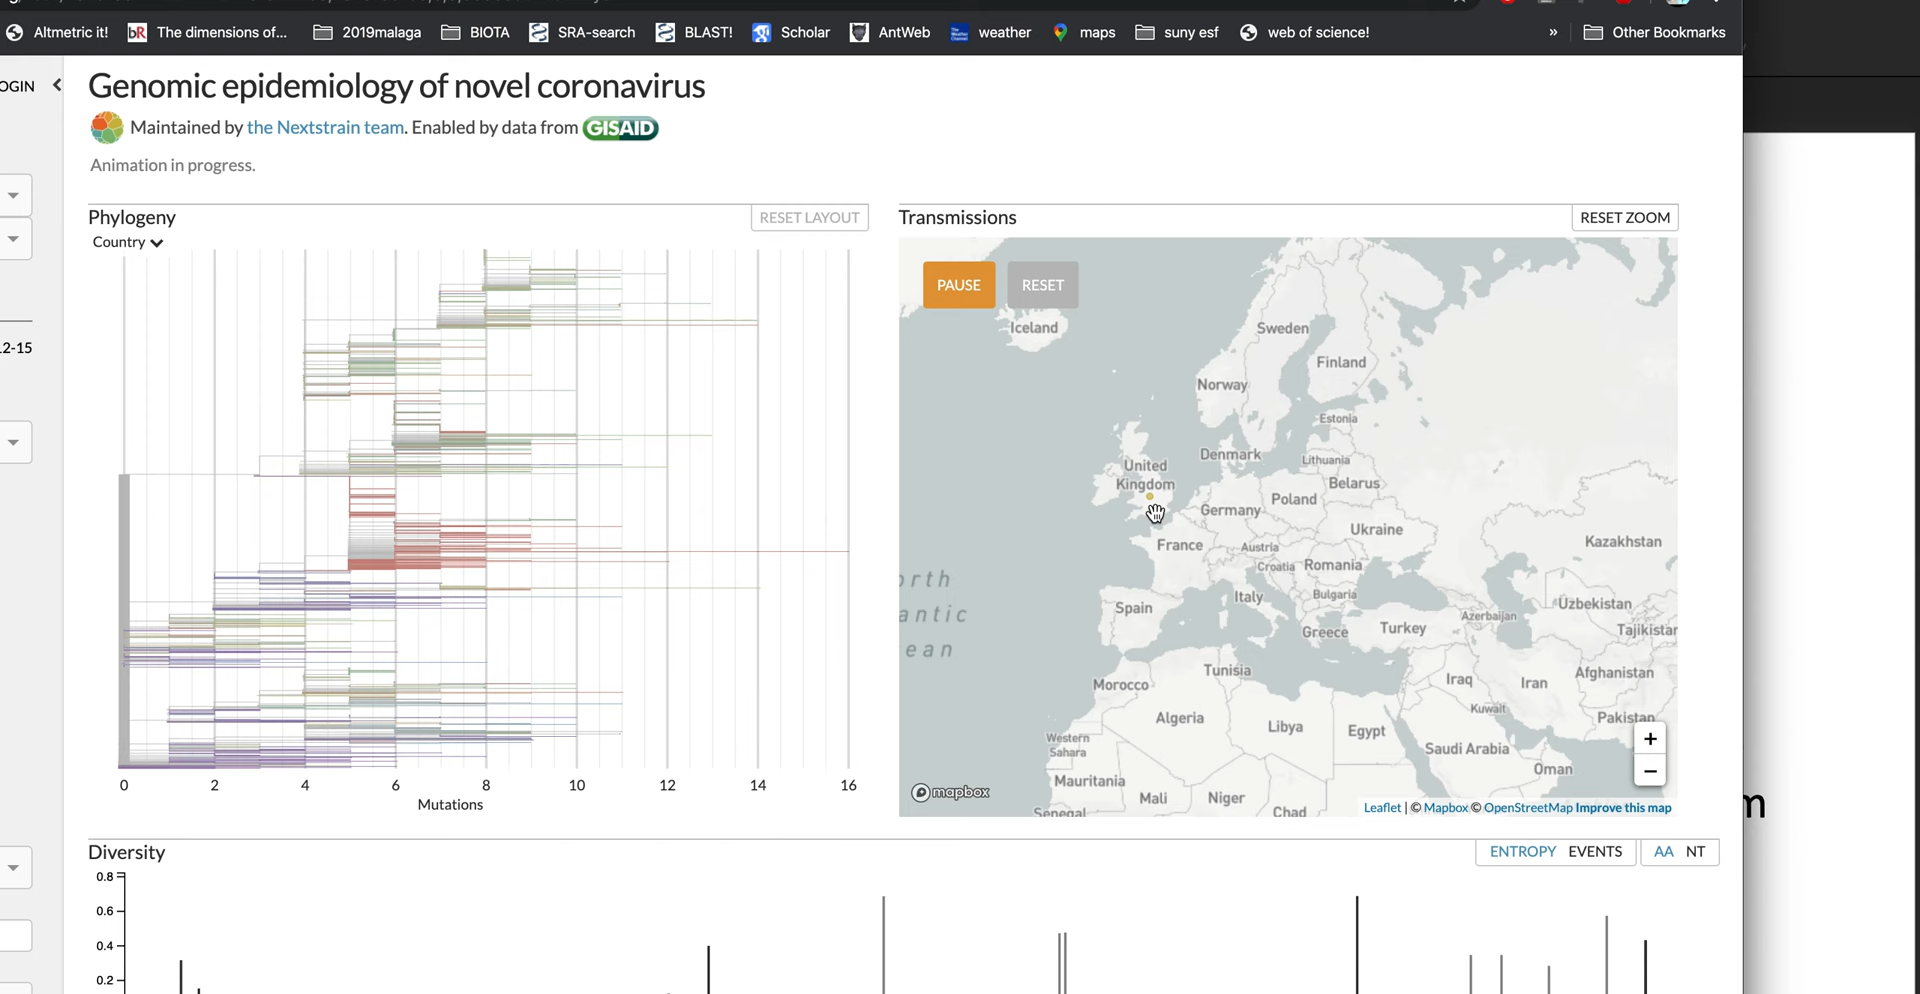 Altmetric it!
bR The dimensions of...
2019malaga
BIOTA
SRA-search
BLAST!
Scholar
AntWeb
weather
maps
suny esf
web of science!
»
Other Bookmarks
OGIN
Genomic epidemiology of novel coronavirus
Maintained by the Nextstrain team. Enabled by data from GISAID
Animation in progress.
Phylogeny
RESET LAYOUT
Country
2-15
0 2 4 6 8 10 12 14 16
Mutations
Transmissions
RESET ZOOM
PAUSE
RESET
Iceland
Sweden
Finland
Norway
Estonia
Denmark
Lithuania
United
Kingdom
Belarus
Poland
Germany
Ukraine
France
Austria
Kazakhstan
Croatia
Romania
orth
antic
ean
Italy
Bulgaria
Spain
Uzbekistan
Azerbaijan
Greece
Turkey
Tajikistan
Tunisia
Morocco
Iraq
Iran
Afghanistan
Kuwait
Algeria
Libya
Egypt
Pakistan
Western
Sahara
Saudi Arabia
Oman
Mauritania
Mali
Niger
Chad
Senegal
+
−
mapbox
Leaflet | © Mapbox © OpenStreetMap Improve this map
m
Diversity
ENTROPY EVENTS
AA NT
0.8
0.6
0.4
0.2